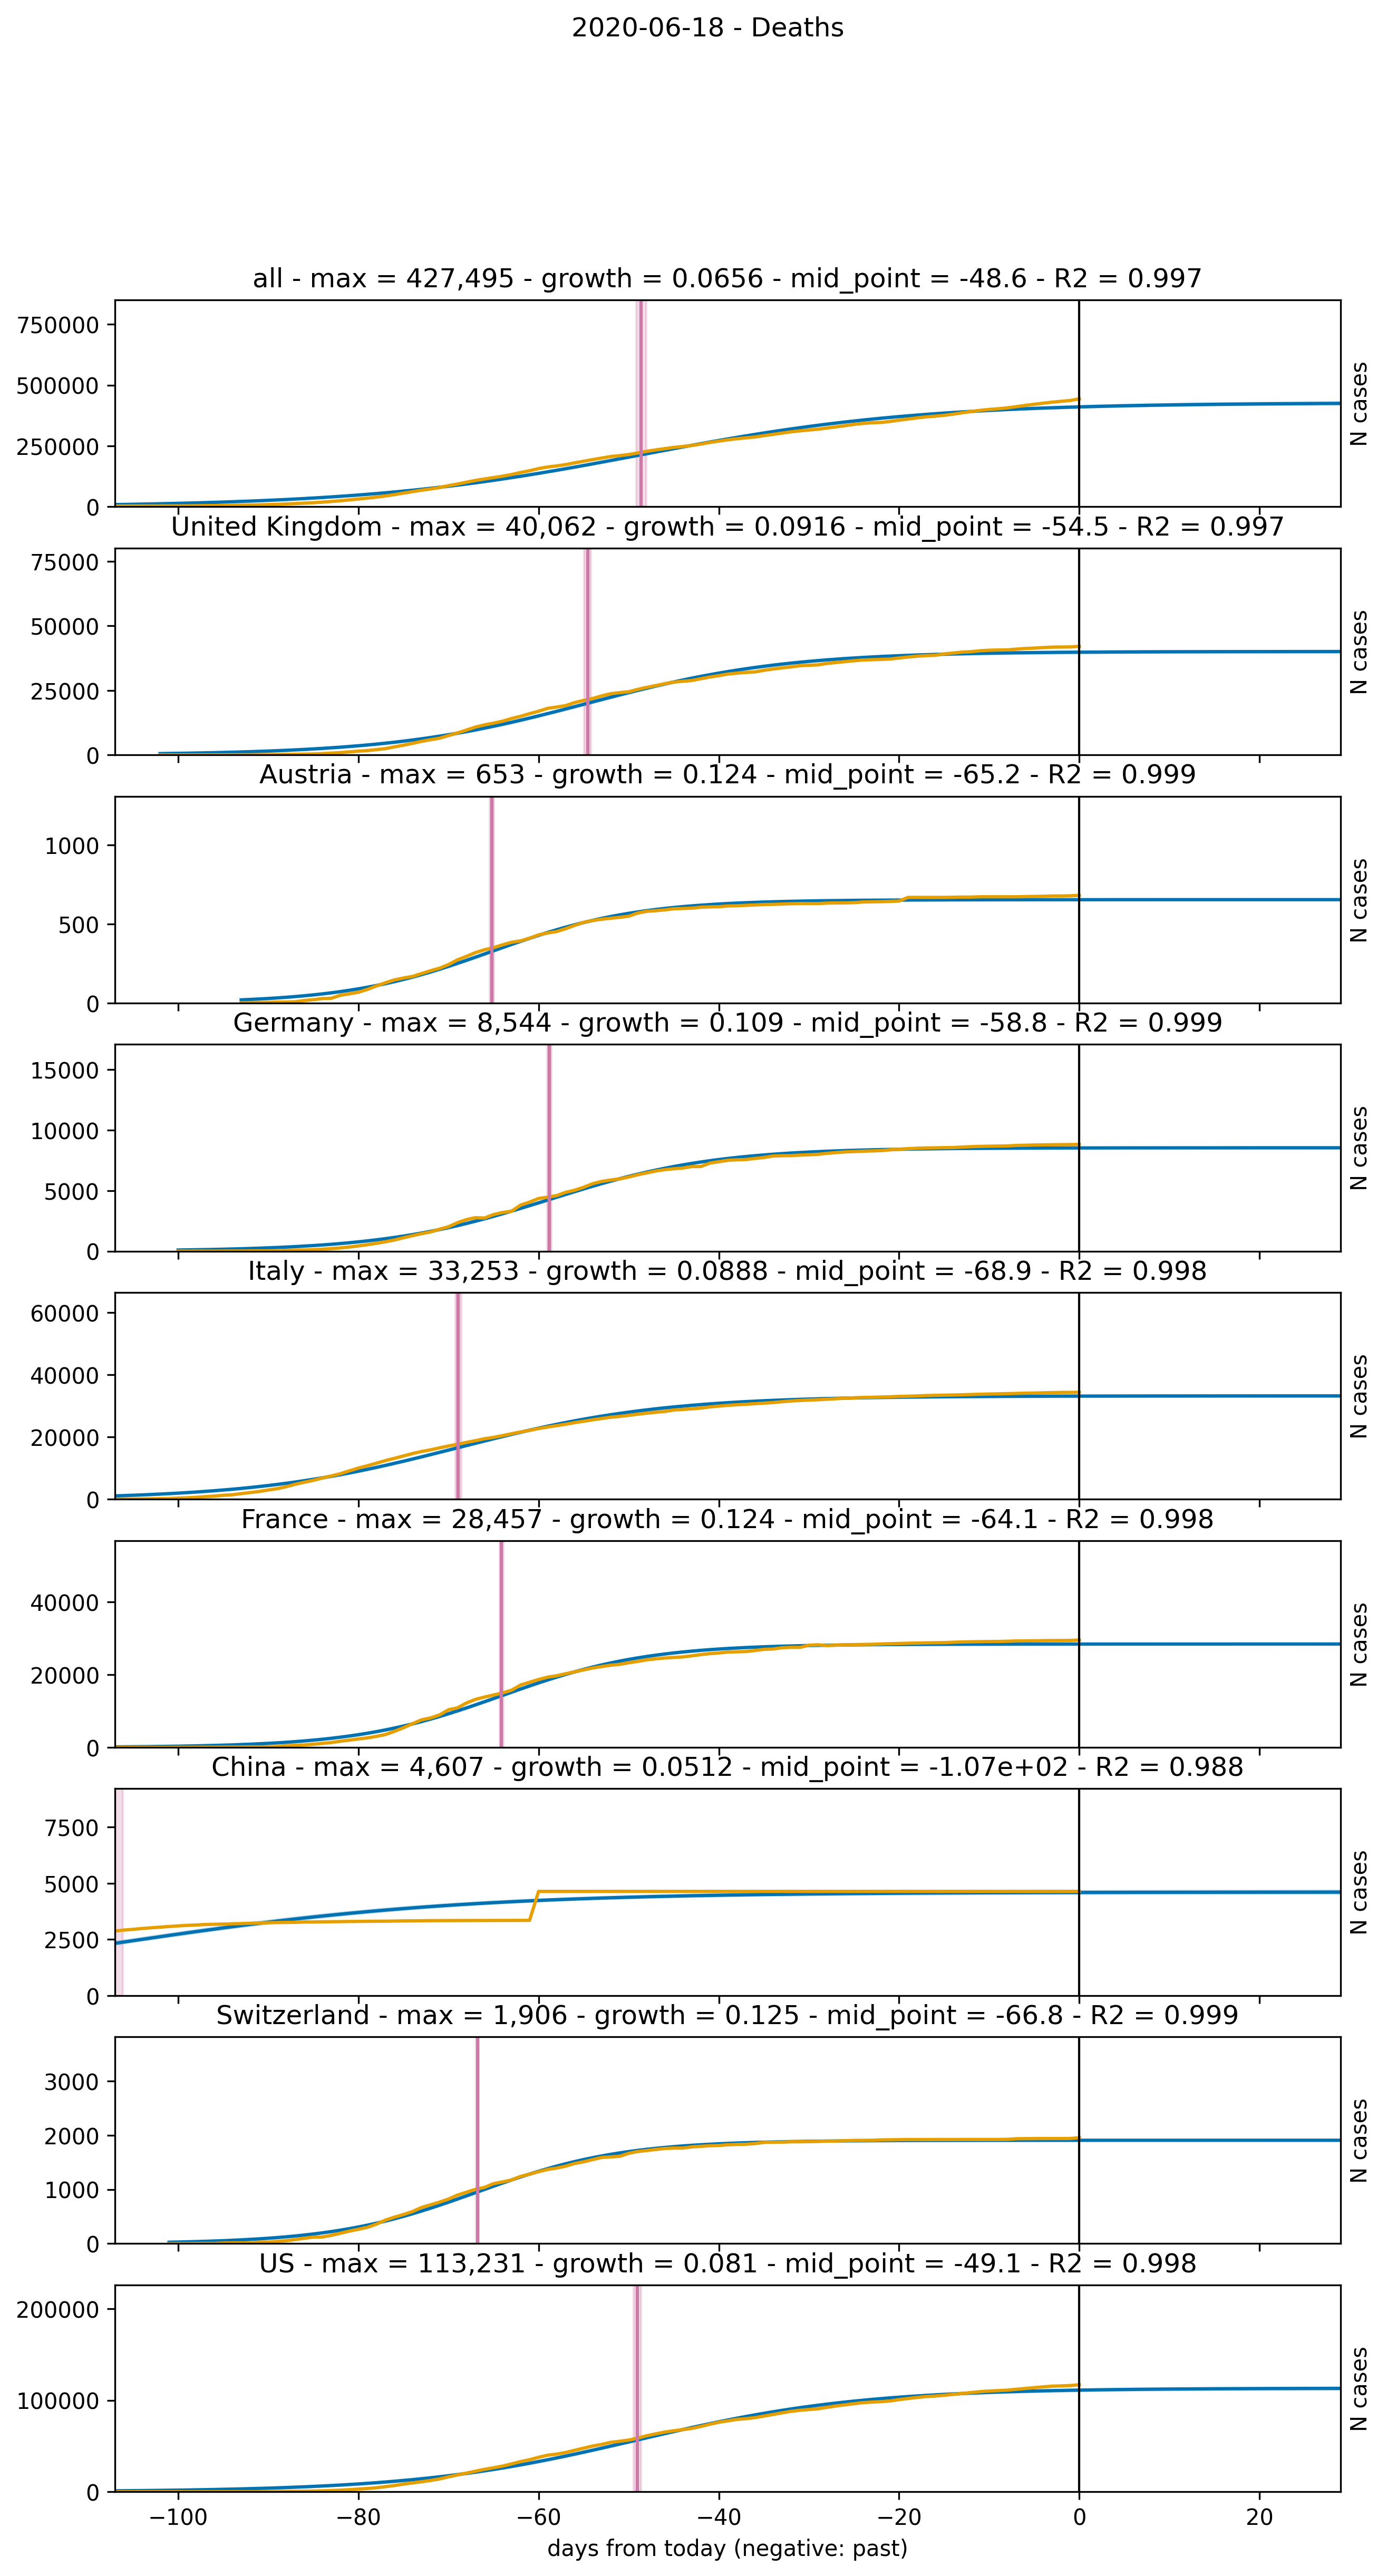 2020-06-18 - Deaths
all - max = 427,495 - growth = 0.0656 - mid_point = -48.6 - R2 = 0.997
750000
500000
250000
0
N cases
United Kingdom - max = 40,062 - growth = 0.0916 - mid_point = -54.5 - R2 = 0.997
75000
50000
25000
0
N cases
Austria - max = 653 - growth = 0.124 - mid_point = -65.2 - R2 = 0.999
1000
500
0
N cases
Germany - max = 8,544 - growth = 0.109 - mid_point = -58.8 - R2 = 0.999
15000
10000
5000
0
N cases
Italy - max = 33,253 - growth = 0.0888 - mid_point = -68.9 - R2 = 0.998
60000
40000
20000
0
N cases
France - max = 28,457 - growth = 0.124 - mid_point = -64.1 - R2 = 0.998
40000
20000
0
N cases
China - max = 4,607 - growth = 0.0512 - mid_point = -1.07e+02 - R2 = 0.988
7500
5000
2500
0
N cases
Switzerland - max = 1,906 - growth = 0.125 - mid_point = -66.8 - R2 = 0.999
3000
2000
1000
0
N cases
US - max = 113,231 - growth = 0.081 - mid_point = -49.1 - R2 = 0.998
200000
100000
0
N cases
−100 −80 −60 −40 −20 0 20
days from today (negative: past)